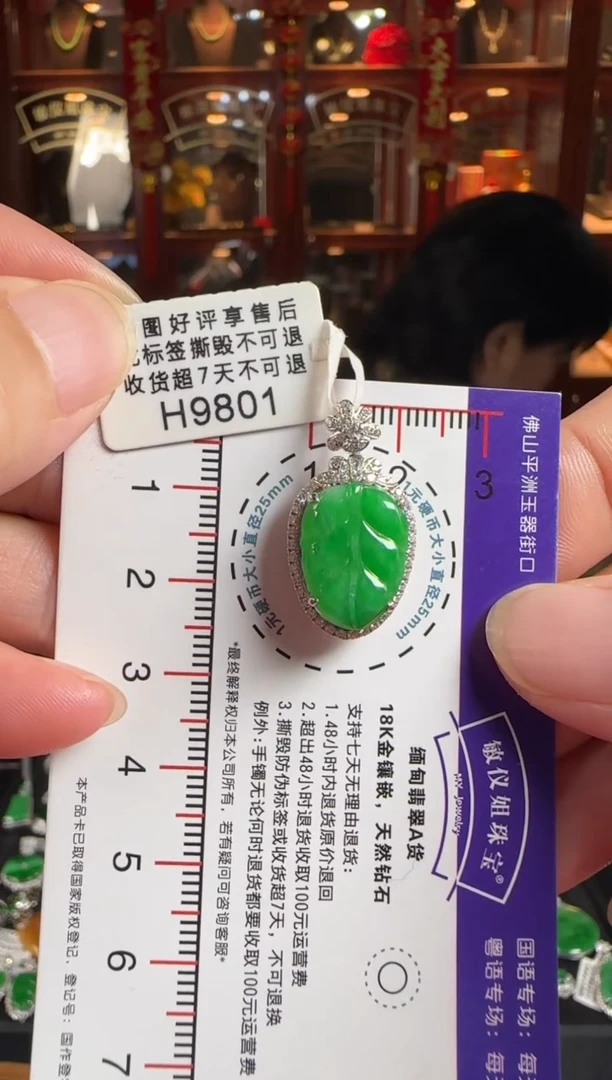 图好评享售后
标签撕毁不可退
收货超7天不可退
H9801
1
2
3
1
2
3
4
5
6
7
1元硬币大小直径25mm
1元硬币大小直径25mm
佛山平洲玉器街口
敏仪姐珠宝®
MY Jewelry
缅甸翡翠A货
18K金镶嵌，天然钻石
支持七天无理由退货：
1.48小时内退货原价退回
2.超出48小时退货收取100元运营费
3.撕毁防伪标签或收货超7天，不可退换
例外：手镯无论何时退货都要收取100元运营费
*最终解释权归本公司所有，若有疑问可咨询客服*
本产品卡已取得国家版权登记，登记号：国作登
国语专场：每
粤语专场：每